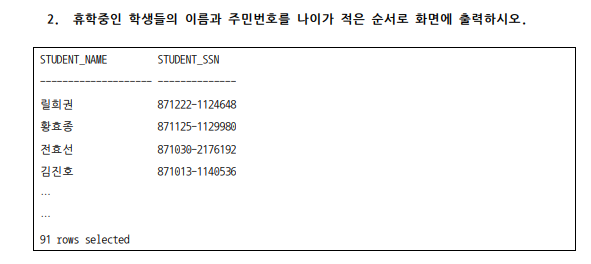 2. 휴학중인 학생들의 이름과 주민번호를 나이가 적은 순서로 화면에 출력하시오.
STUDENT_NAME STUDENT_SSN
-------------------- --------------
릴희권 871222-1124648
황효종 871125-1129980
전효선 871030-2176192
김진호 871013-1140536
…
…
91 rows selected